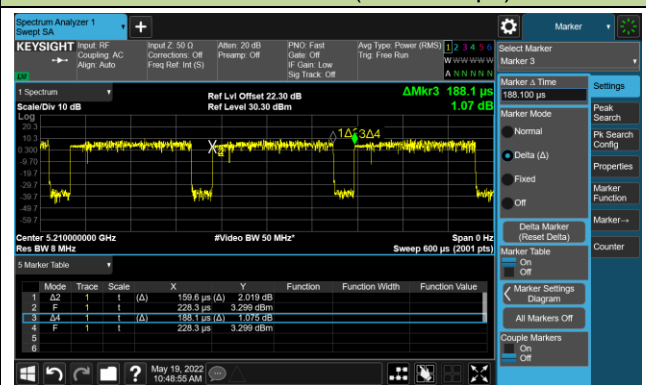 Spectrum Analyzer 1
Swept SA
Marker
KEYSIGHT
Input: RF
Coupling: AC
Align: Auto
Input Z: 50 Ω
Corrections: Off
Freq Ref: Int (S)
Atten: 20 dB
Preamp: Off
PNO: Fast
Gate: Off
IF Gain: Low
Sig Track: Off
Avg Type: Power (RMS)
Trig: Free Run
1 2 3 4 5 6
W W W W W W
A N N N N N
LXI
1 Spectrum
Scale/Div 10 dB
Ref Lvl Offset 22.30 dB
Ref Level 30.30 dBm
ΔMkr3 188.1 µs
1.07 dB
Log
20.3
10.3
0.300
-9.70
-19.7
-29.7
-39.7
-49.7
-59.7
X2
1Δ2 3Δ4
Center 5.210000000 GHz
Res BW 8 MHz
#Video BW 50 MHz*
Span 0 Hz
Sweep 600 µs (2001 pts)
5 Marker Table
Mode Trace Scale X Y Function Function Width Function Value
1 Δ2 1 t (Δ) 159.6 µs (Δ) 2.019 dB
2 F 1 t 228.3 µs 3.299 dBm
3 Δ4 1 t (Δ) 188.1 µs (Δ) 1.075 dB
4 F 1 t 228.3 µs 3.299 dBm
5
6
May 19, 2022
10:48:55 AM
Select Marker
Marker 3
Marker Δ Time
188.100 µs
Marker Mode
Normal
Delta (Δ)
Fixed
Off
Delta Marker
(Reset Delta)
Marker Table
On
Off
Marker Settings
Diagram
All Markers Off
Couple Markers
On
Off
Settings
Peak
Search
Pk Search
Config
Properties
Marker
Function
Marker→
Counter